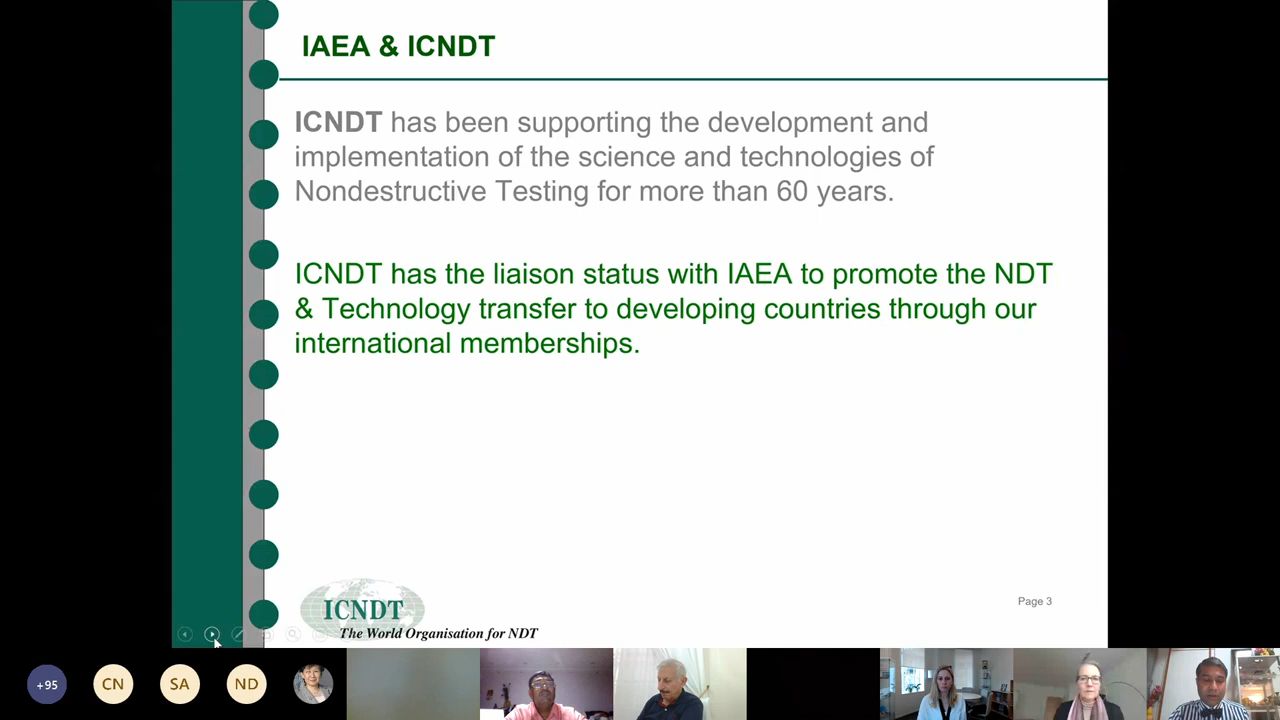 IAEA & ICNDT
ICNDT has been supporting the development and
implementation of the science and technologies of
Nondestructive Testing for more than 60 years.
ICNDT has the liaison status with IAEA to promote the NDT
& Technology transfer to developing countries through our
international memberships.
Page 3
ICNDT
The World Organisation for NDT
+95
CN
SA
ND